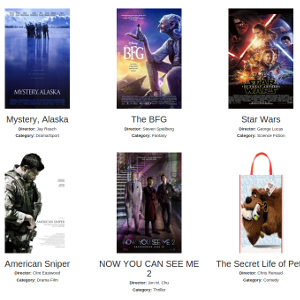 MYSTERY, ALASKA
Mystery, Alaska
Director: Jay Roach
Category: Drama/Sport
BFG
The BFG
Director: Steven Spielberg
Category: Fantasy
STAR WARS
Star Wars
Director: George Lucas
Category: Science Fiction
AMERICAN SNIPER
American Sniper
Director: Clint Eastwood
Category: Drama Film
NOW YOU SEE ME 2
NOW YOU CAN SEE ME
2
Director: Jon M. Chu
Category: Thriller
The Secret Life of Pet
Director: Chris Renaud
Category: Comedy